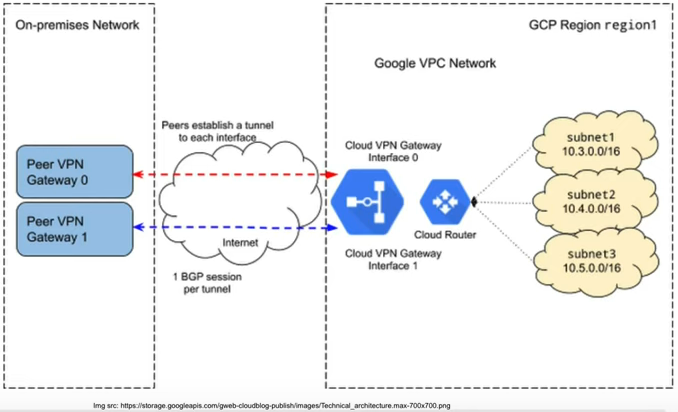 On-premises Network
GCP Region region1
Google VPC Network
Peers establish a tunnel
to each interface
Peer VPN
Gateway 0
Peer VPN
Gateway 1
Internet
1 BGP session
per tunnel
Cloud VPN Gateway
Interface 0
Cloud Router
Cloud VPN Gateway
Interface 1
subnet1
10.3.0.0/16
subnet2
10.4.0.0/16
subnet3
10.5.0.0/16
Img src: https://storage.googleapis.com/gweb-cloudblog-publish/images/Technical_architecture.max-700x700.png